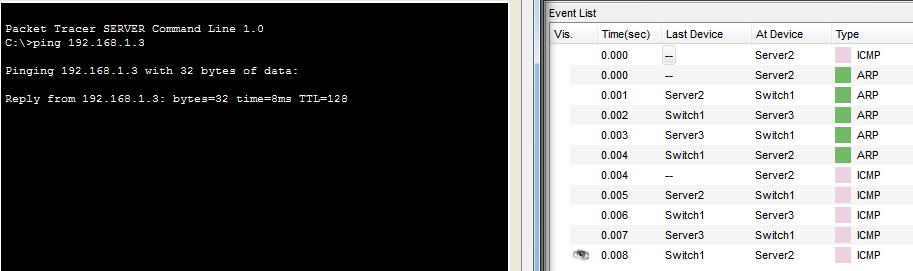 Packet Tracer SERVER Command Line 1.0
C:\>ping 192.168.1.3
Pinging 192.168.1.3 with 32 bytes of data:
Reply from 192.168.1.3: bytes=32 time=8ms TTL=128
Event List
Vis. Time(sec) Last Device At Device Type
0.000 -- Server2 ICMP
0.000 -- Server2 ARP
0.001 Server2 Switch1 ARP
0.002 Switch1 Server3 ARP
0.003 Server3 Switch1 ARP
0.004 Switch1 Server2 ARP
0.004 -- Server2 ICMP
0.005 Server2 Switch1 ICMP
0.006 Switch1 Server3 ICMP
0.007 Server3 Switch1 ICMP
0.008 Switch1 Server2 ICMP